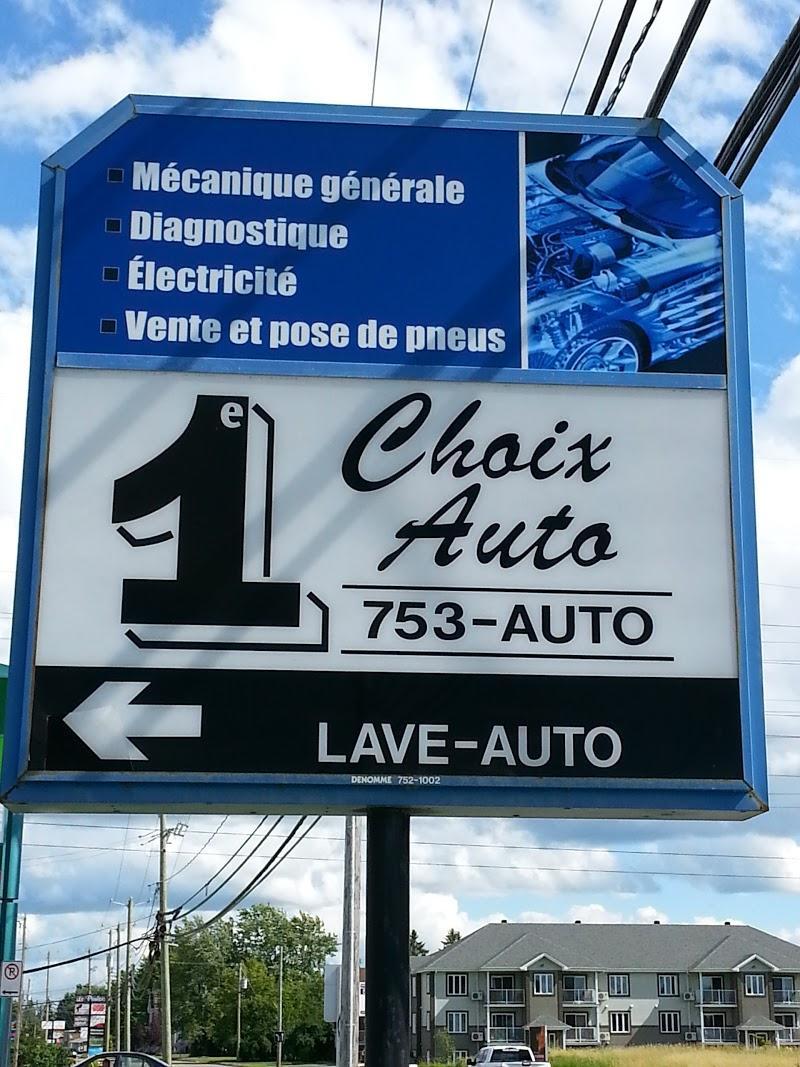 Mécanique générale
Diagnostique
Électricité
Vente et pose de pneus
1e
Choix
Auto
753-AUTO
LAVE-AUTO
DENOMME 752-1002